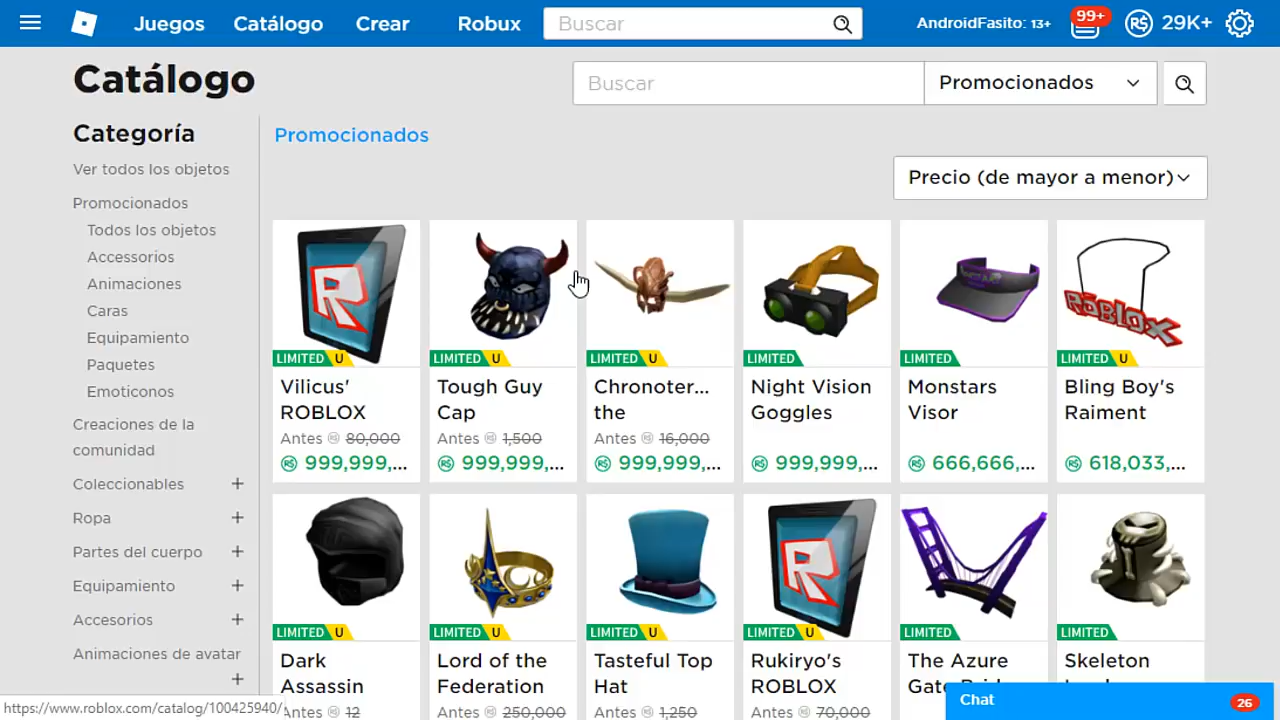 Juegos Catálogo Crear Robux Buscar AndroidFasito: 13+ 99+ 29K+
Catálogo
Buscar Promocionados
Categoría
Promocionados
Ver todos los objetos
Precio (de mayor a menor)
Promocionados
Todos los objetos
Accessorios
Animaciones
Caras
Equipamiento
Paquetes
Emoticonos
Creaciones de la
comunidad
Coleccionables +
Ropa +
Partes del cuerpo +
Equipamiento +
Accesorios +
Animaciones de avatar
+
LIMITED U
Vilicus'
ROBLOX
Antes 80,000
999,999,...
LIMITED U
Tough Guy
Cap
Antes 1,500
999,999,...
LIMITED U
Chronoter...
the
Antes 16,000
999,999,...
LIMITED
Night Vision
Goggles
999,999,...
LIMITED
Monstars
Visor
666,666,...
ROBLOX
LIMITED U
Bling Boy's
Raiment
618,033,...
LIMITED U
Dark
Assassin
Antes 12
LIMITED U
Lord of the
Federation
Antes 250,000
LIMITED U
Tasteful Top
Hat
Antes 1,250
LIMITED U
Rukiryo's
ROBLOX
Antes 70,000
LIMITED
The Azure
LIMITED
Skeleton
Chat 26
https://www.roblox.com/catalog/100425940/